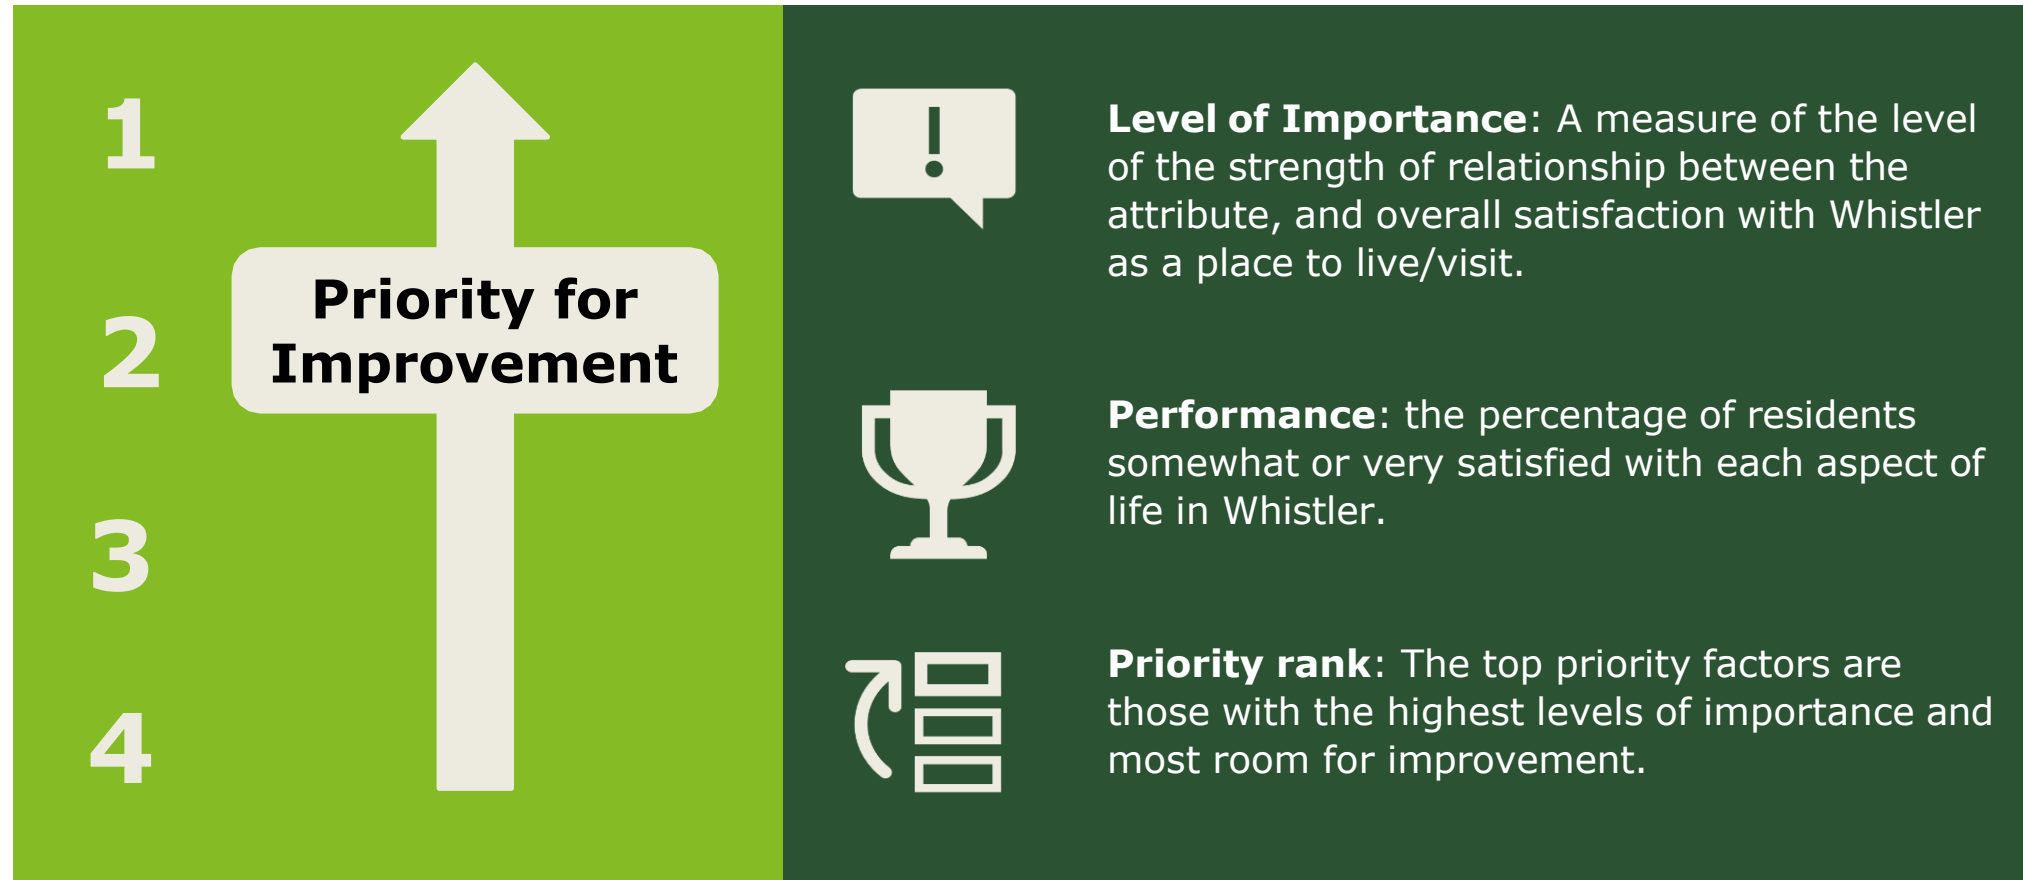 1
2
3
4
Priority for
Improvement
!
Level of Importance: A measure of the level
of the strength of relationship between the
attribute, and overall satisfaction with Whistler
as a place to live/visit.
Performance: the percentage of residents
somewhat or very satisfied with each aspect of
life in Whistler.
Priority rank: The top priority factors are
those with the highest levels of importance and
most room for improvement.